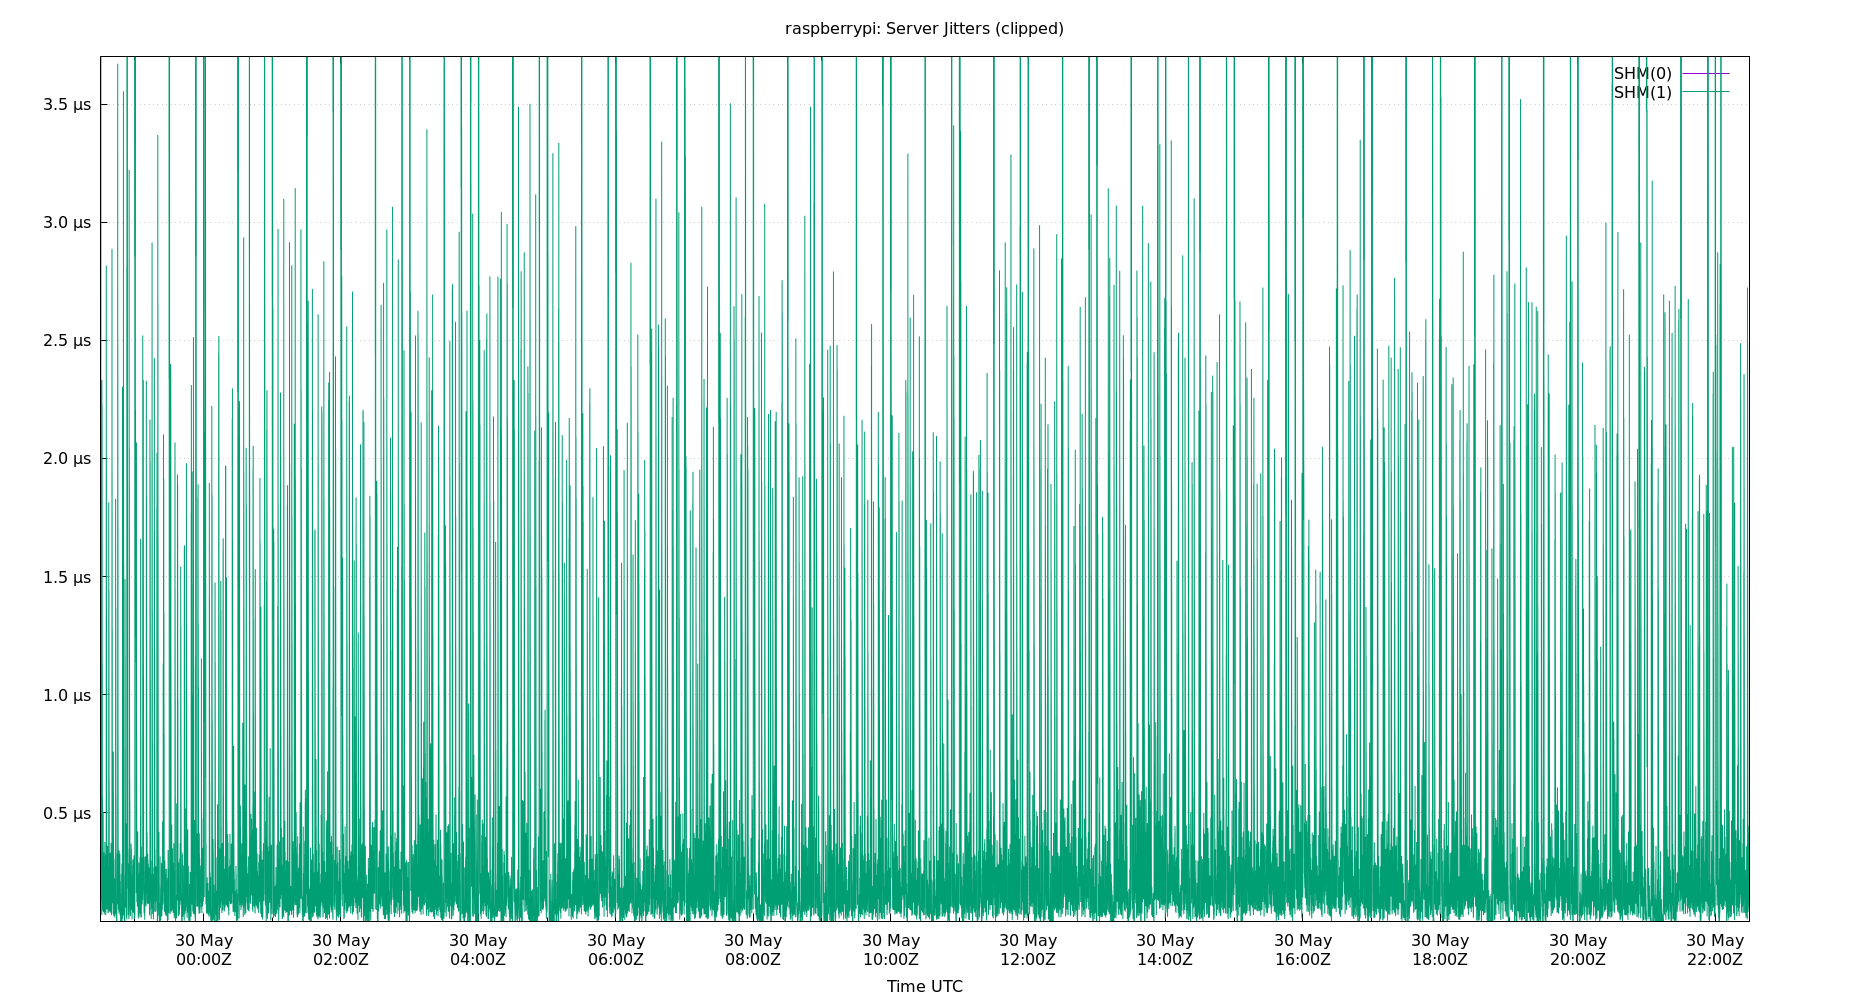 raspberrypi: Server Jitters (clipped)
SHM(0)
SHM(1)
3.5 µs
3.0 µs
2.5 µs
2.0 µs
1.5 µs
1.0 µs
0.5 µs
30 May 30 May 30 May 30 May 30 May 30 May 30 May 30 May 30 May 30 May 30 May 30 May
00:00Z 02:00Z 04:00Z 06:00Z 08:00Z 10:00Z 12:00Z 14:00Z 16:00Z 18:00Z 20:00Z 22:00Z
Time UTC